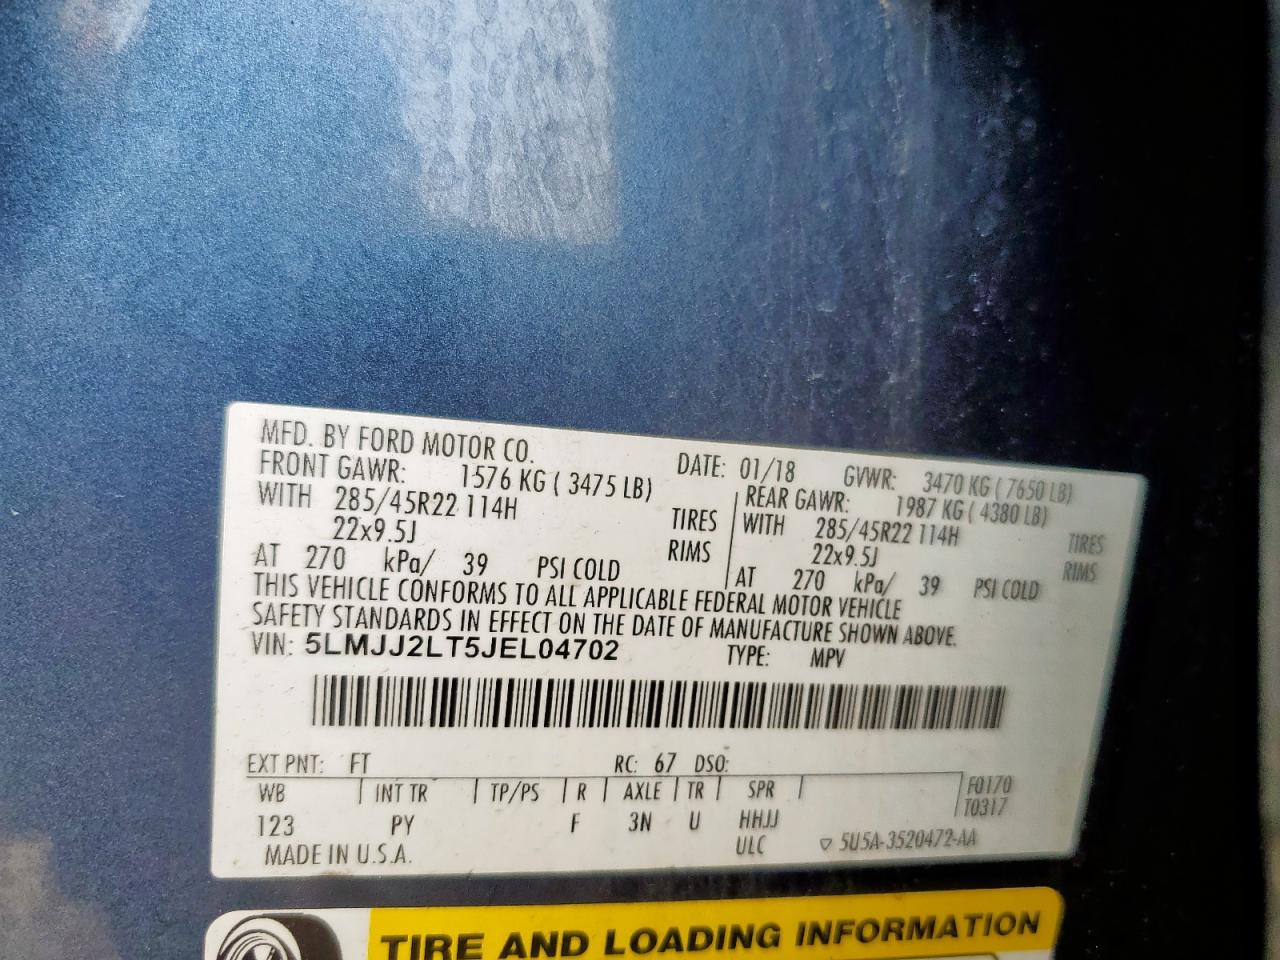 MFD. BY FORD MOTOR CO.
DATE: 01/18 GVWR: 3470 KG ( 7650 LB)
FRONT GAWR: 1576 KG ( 3475 LB)
WITH 285/45R22 114H TIRES
22x9.5J RIMS
AT 270 kPa/ 39 PSI COLD
REAR GAWR: 1987 KG ( 4380 LB)
WITH 285/45R22 114H TIRES
22x9.5J RIMS
AT 270 kPa/ 39 PSI COLD
THIS VEHICLE CONFORMS TO ALL APPLICABLE FEDERAL MOTOR VEHICLE
SAFETY STANDARDS IN EFFECT ON THE DATE OF MANUFACTURE SHOWN ABOVE.
VIN: 5LMJJ2LT5JEL04702 TYPE: MPV
EXT PNT: FT RC: 67 DSO:
WB INT TR TP/PS R AXLE TR SPR F0170
123 PY F 3N U HHJJ T0317
MADE IN U.S.A. ULC 5U5A-3520472-AA
TIRE AND LOADING INFORMATION